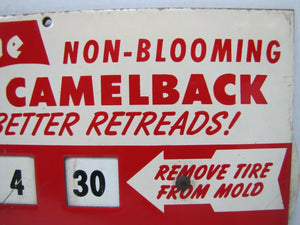 NON-BLOOMING
CAMELBACK
BETTER RETREADS!
4 30
REMOVE TIRE
FROM MOLD